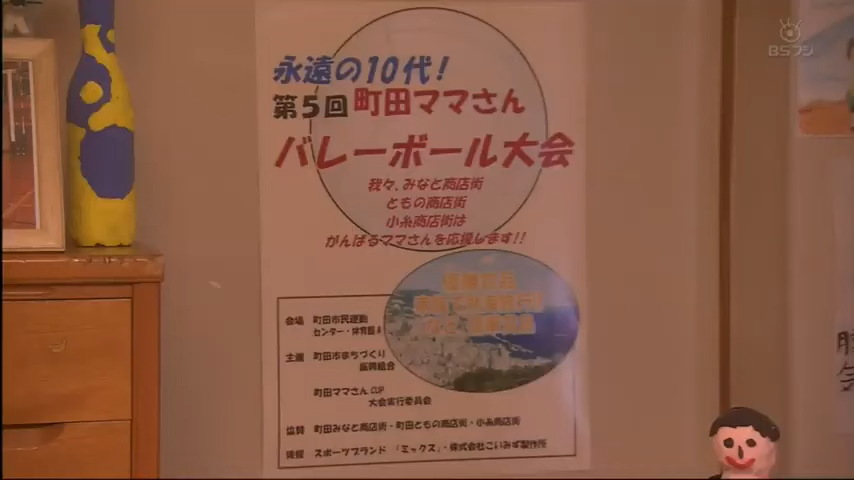 BSフジ
永遠の10代!
第5回 町田ママさん
バレーボール大会
我々、みなと商店街
ともの商店街
小糸商店街は
がんばるママさんを応援します!!
会場 町田市民運動
センター・体育館A
主催 町田市まちづくり
振興組合
町田ママさんCUP
大会実行委員会
協賛 町田みなと商店街・町田ともの商店街・小糸商店街
後援 スポーツブランド「ミックス」・株式会社こいみず製作所
優勝賞品